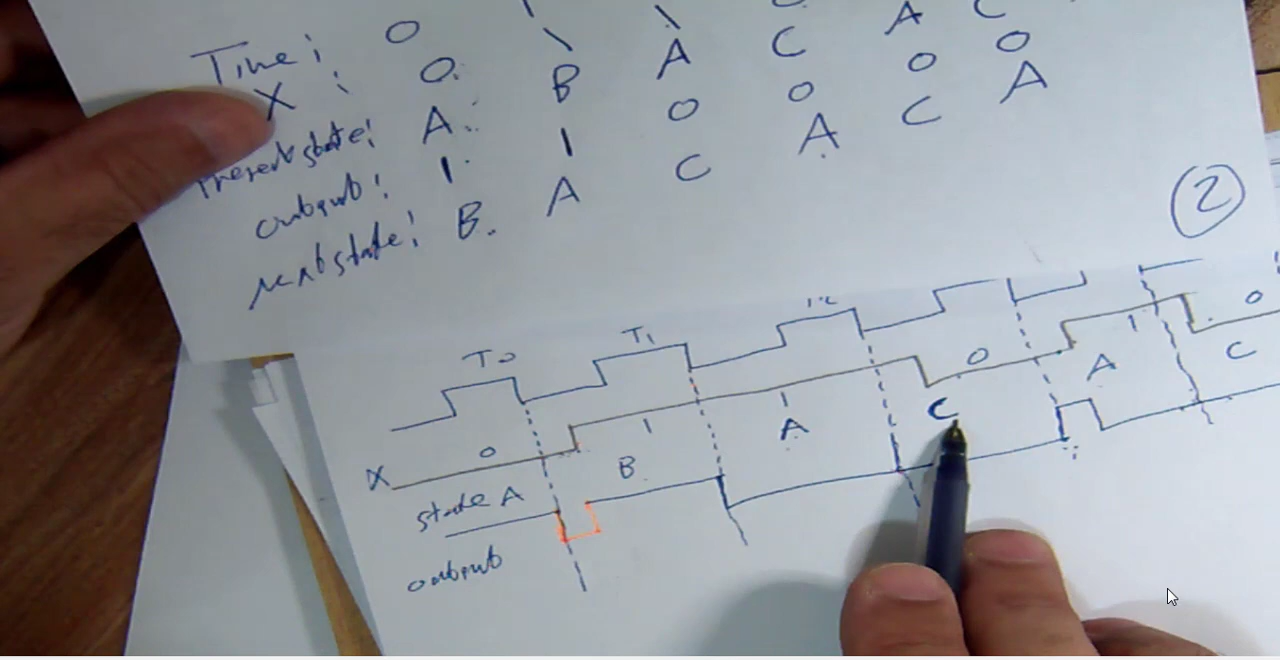 Time: 0 1 \ C A C
X: 0. \ A C 0 0
Present state: A. B 0 0 C A
output: 1. 1 C A
next state: B. A
2
T0 T1 T2
X 0 1 1 0 1 0
state A B A C A C
output